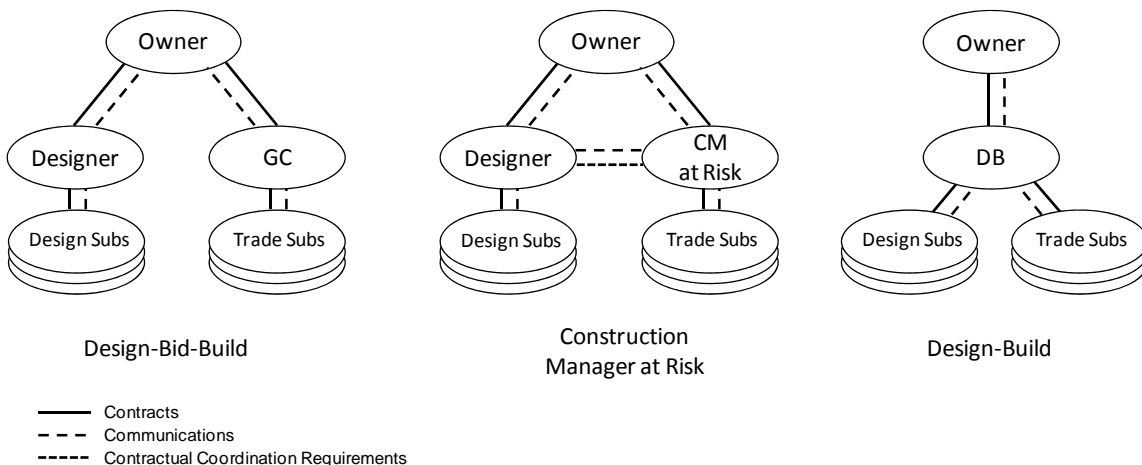 Owner
Designer
GC
Design Subs
Trade Subs
Design-Bid-Build
Owner
Designer
CM
at Risk
Design Subs
Trade Subs
Construction
Manager at Risk
Owner
DB
Design Subs
Trade Subs
Design-Build
Contracts
Communications
Contractual Coordination Requirements